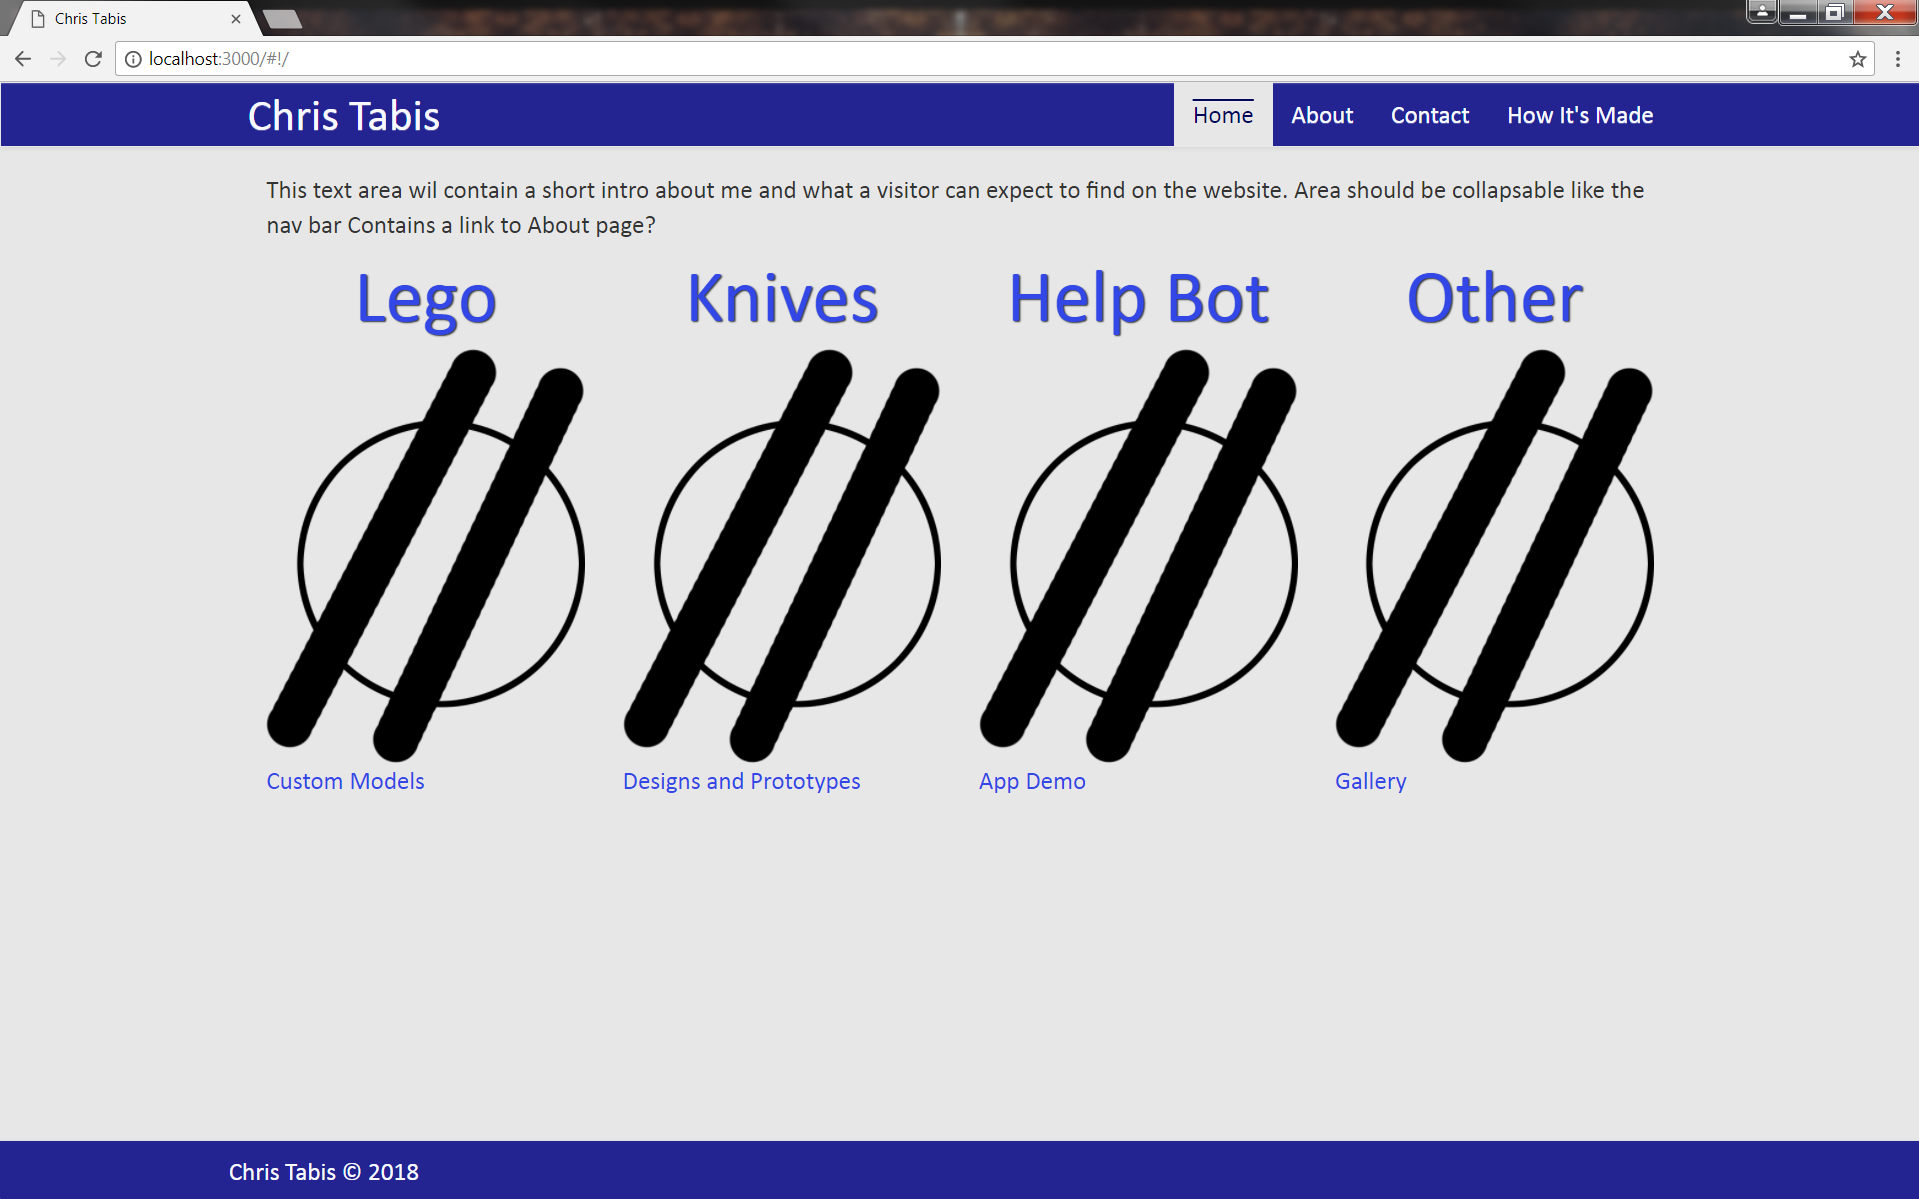 Chris Tabis
localhost:3000/#!/
Chris Tabis
Home About Contact How It's Made
This text area wil contain a short intro about me and what a visitor can expect to find on the website. Area should be collapsable like the
nav bar Contains a link to About page?
Lego Knives Help Bot Other
Custom Models Designs and Prototypes App Demo Gallery
Chris Tabis © 2018